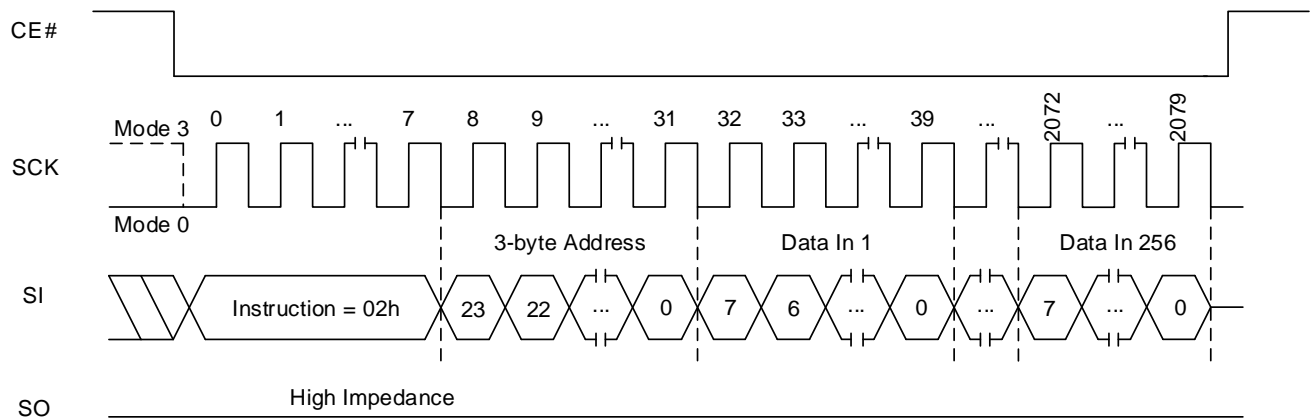 CE#
Mode 3
0 1 ... 7 8 9 ... 31 32 33 ... 39 ... 2072 ... 2079
SCK
Mode 0
3-byte Address Data In 1 Data In 256
SI Instruction = 02h 23 22 ... 0 7 6 ... 0 ... 7 ... 0
High Impedance
SO